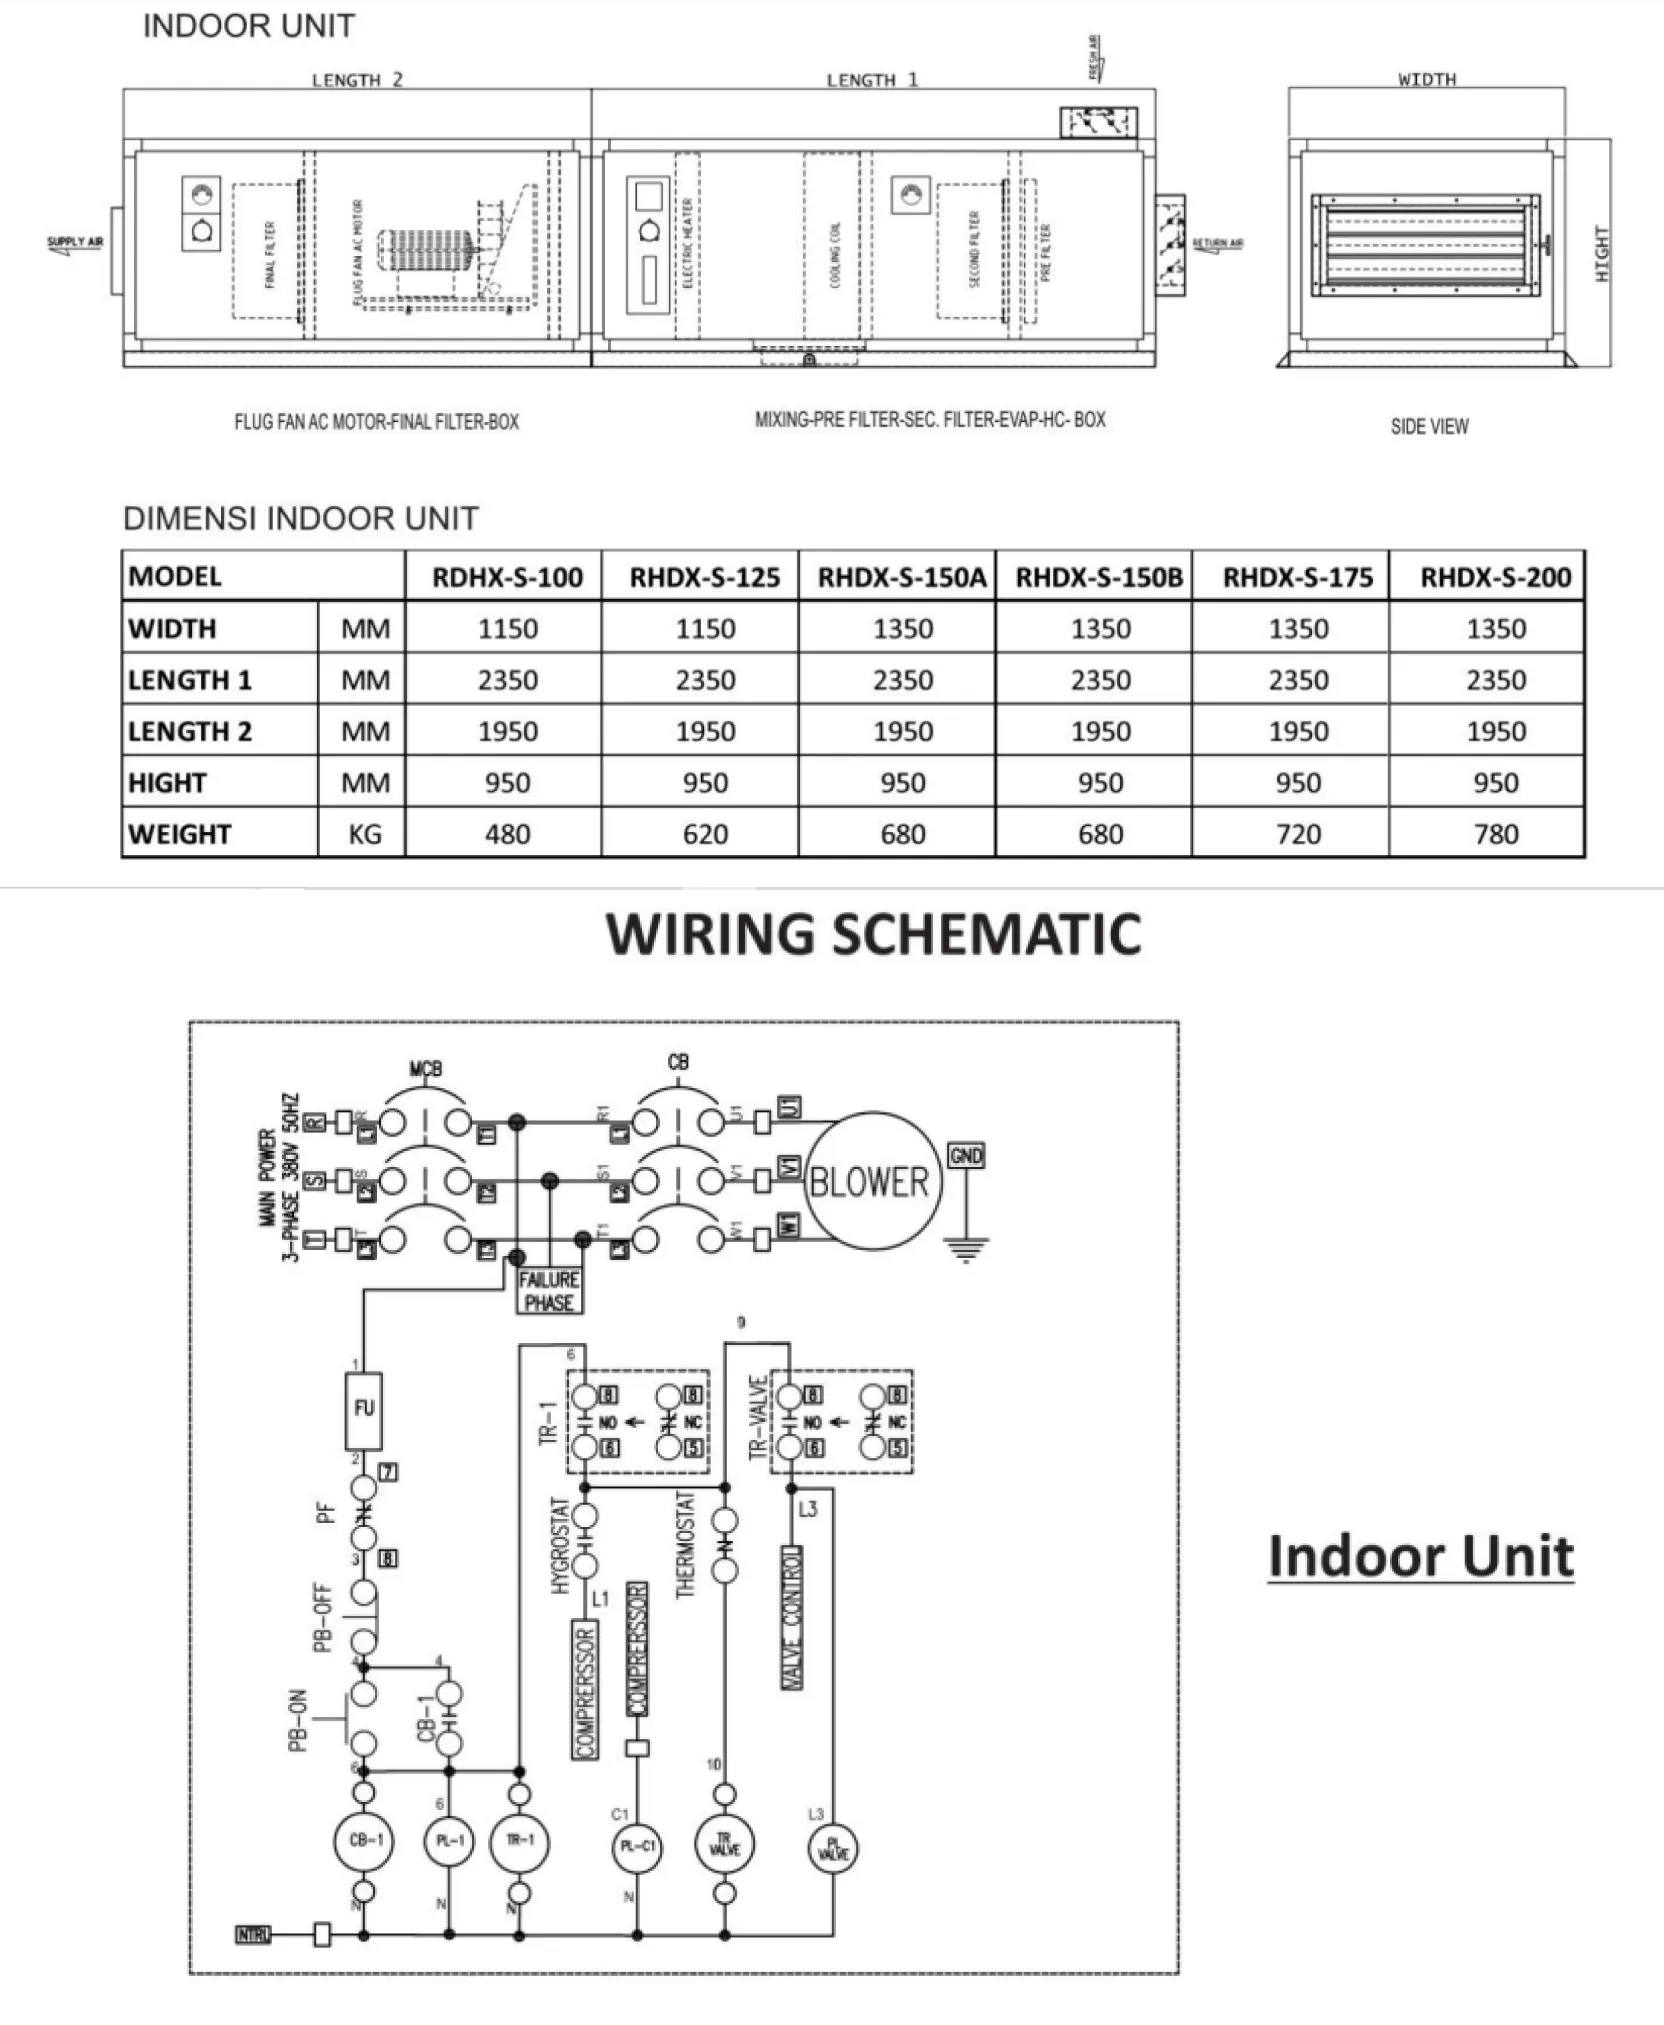 INDOOR UNIT
LENGTH 2
LENGTH 1
FRESH AIR
WIDTH
SUPPLY AIR
FINAL FILTER
FLUG FAN AC MOTOR
ELECTRIC HEATER
COOLING COIL
SECOND FILTER
PRE FILTER
RETURN AIR
HIGHT
FLUG FAN AC MOTOR-FINAL FILTER-BOX
MIXING-PRE FILTER-SEC. FILTER-EVAP-HC- BOX
SIDE VIEW
DIMENSI INDOOR UNIT
MODEL RDHX-S-100 RHDX-S-125 RHDX-S-150A RHDX-S-150B RHDX-S-175 RHDX-S-200
WIDTH MM 1150 1150 1350 1350 1350 1350
LENGTH 1 MM 2350 2350 2350 2350 2350 2350
LENGTH 2 MM 1950 1950 1950 1950 1950 1950
HIGHT MM 950 950 950 950 950 950
WEIGHT KG 480 620 680 680 720 780
WIRING SCHEMATIC
MCB
CB
MAIN POWER
3-PHASE 380V 50HZ
R R L1 T1 R1 L1 U1 U1
S S L2 T2 S1 L2 V1 V1
T T L3 T3 T1 L3 W1 W1
BLOWER
GND
FAILURE
PHASE
9
1
6
FU
TR-1
8 8
NO NC
6 5
TR-VALVE
8 8
NO NC
6 5
2
7
PF
3
8
HYGROSTAT
THERMOSTAT
L3
L1
PB-OFF
COMPRERSSOR
COMPRERSSOR
VALVE CONTROL
Indoor Unit
4
4
PB-ON
CB-1
6
6
10
C1
L3
CB-1
PL-1
TR-1
PL-C1
TR
VALVE
PL
VALVE
N
N
N
N
NTRL